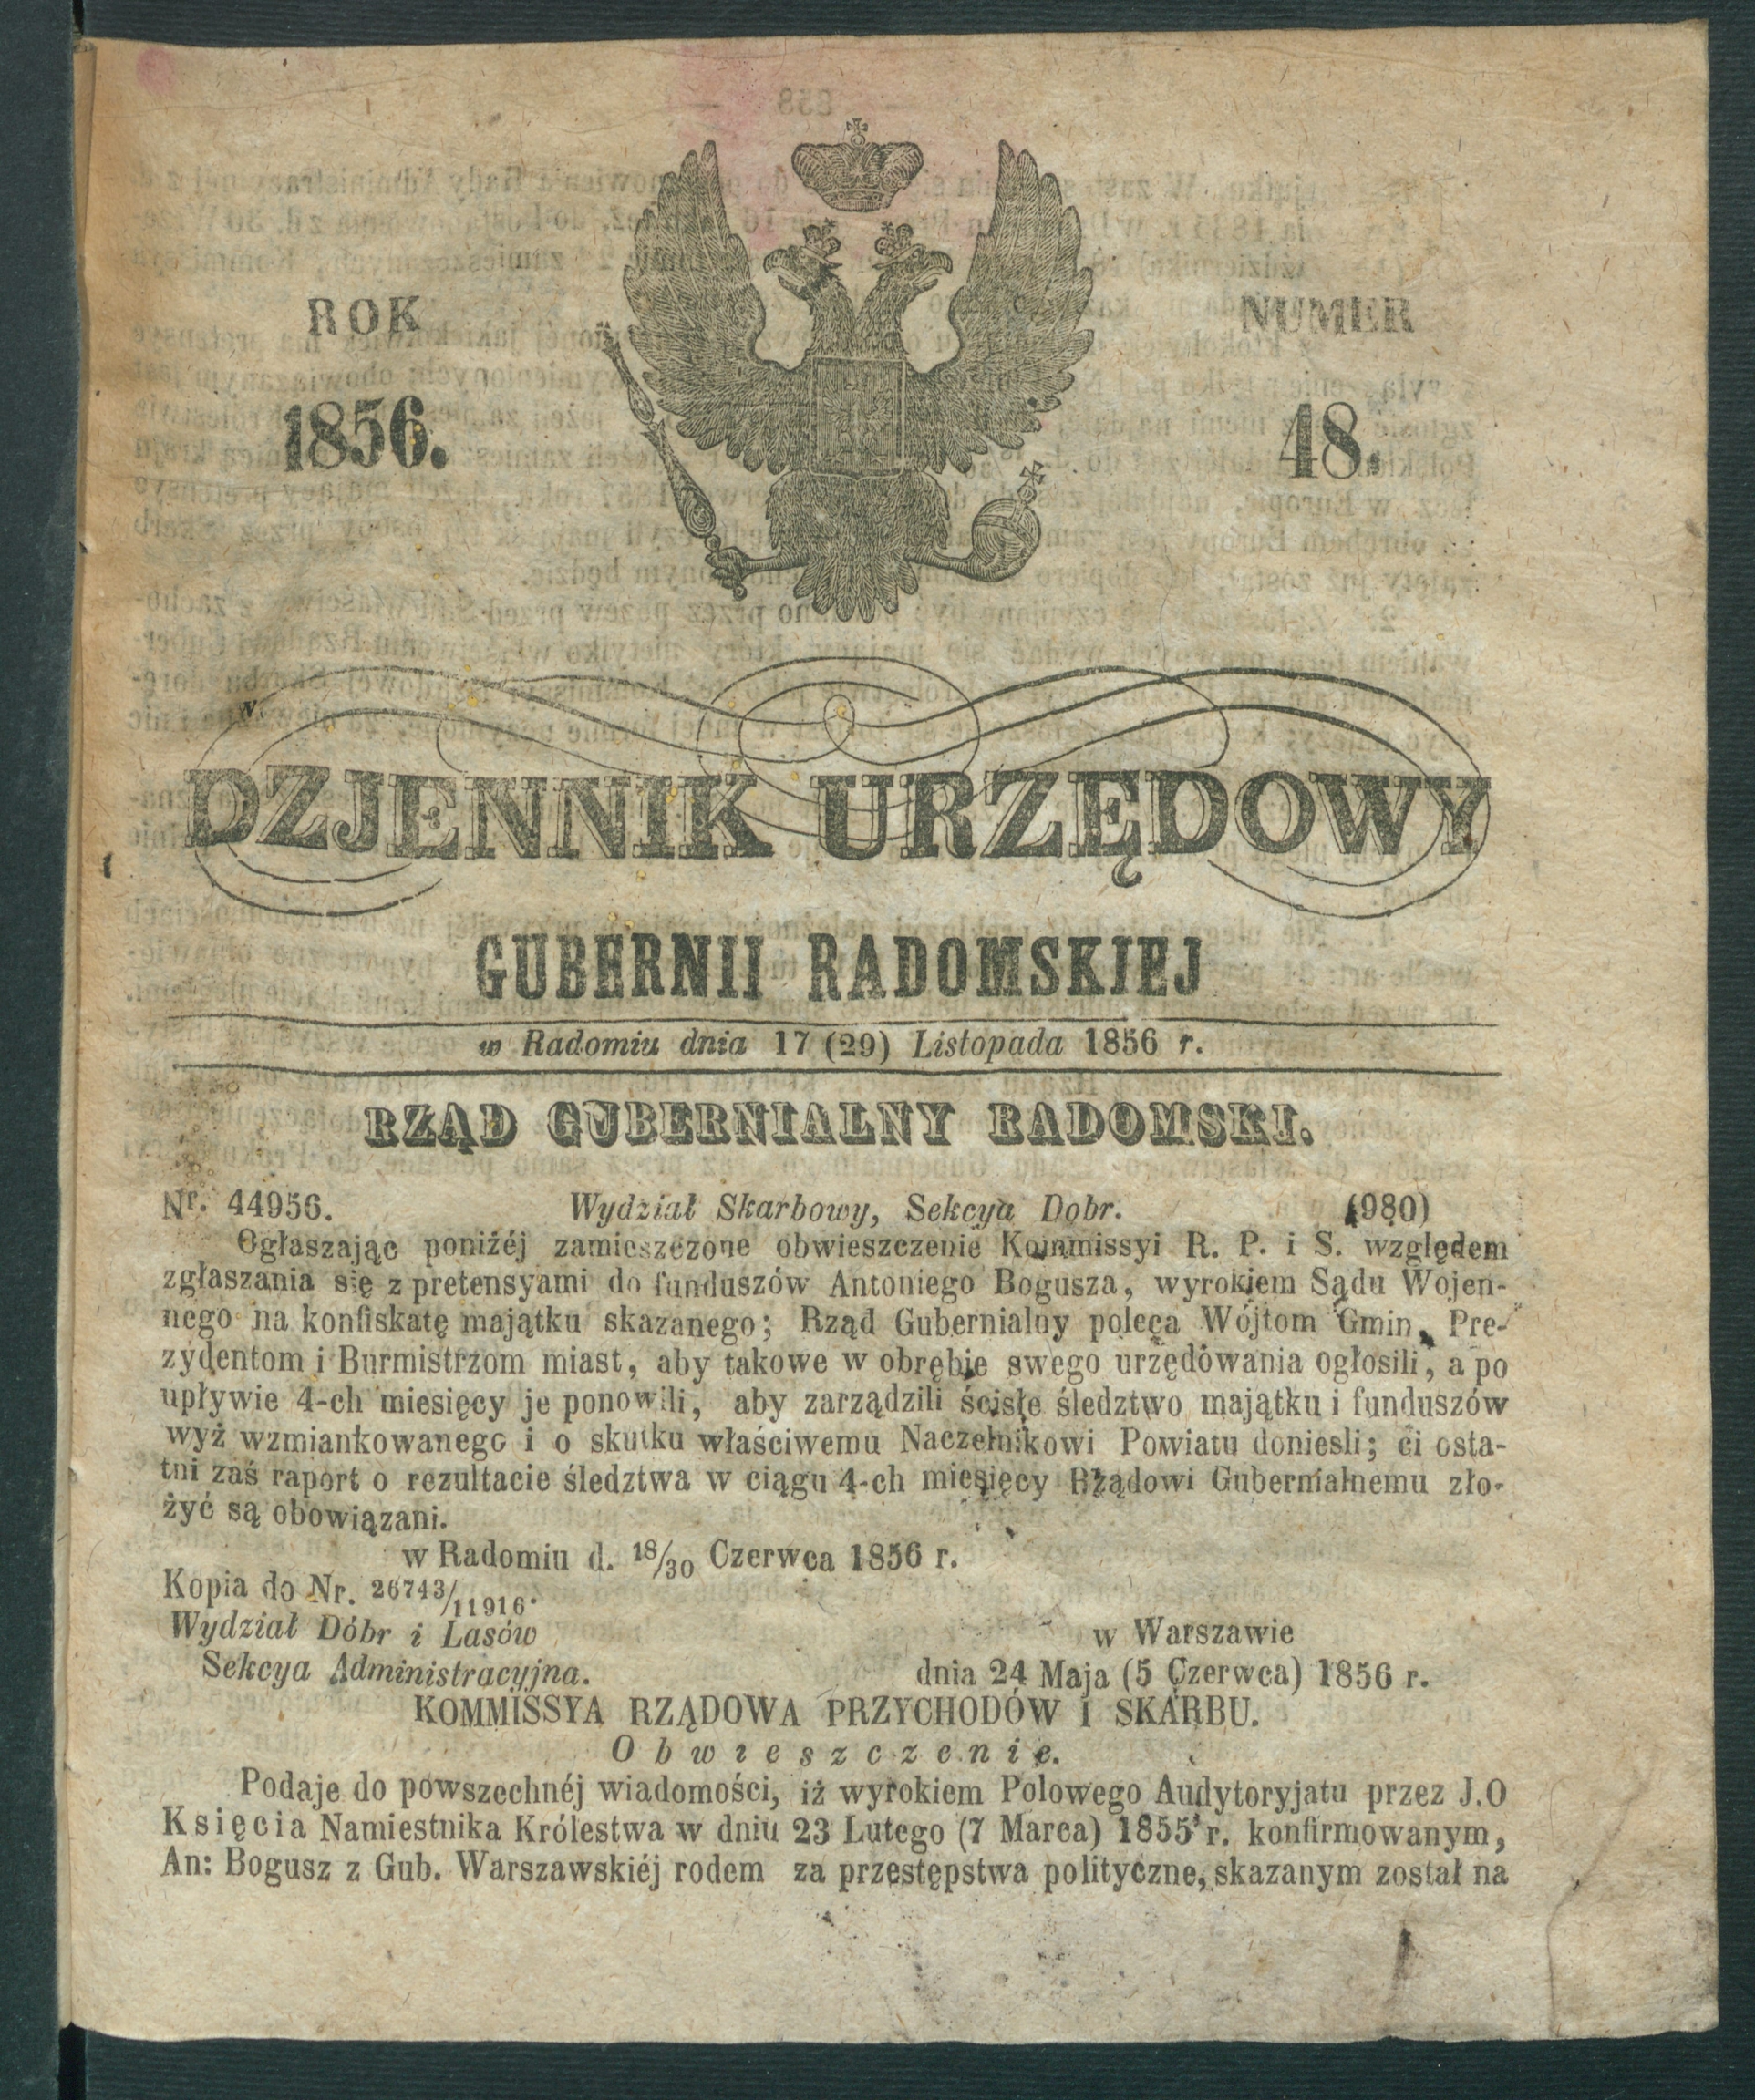 ROK
1856.
NUMER
48.
DZJENNIK URZĘDOWY
GUBERNII RADOMSKIEJ
w Radomiu dnia 17 (29) Listopada 1856 r.
RZĄD GUBERNIALNY RADOMSKI.
Nr. 44956. Wydział Skarbowy, Sekcya Dobr. (980)
Ogłaszając poniźéj zamieszczone obwieszczenie Kommissyi R. P. i S. względem
zgłaszania się z pretensyami do funduszów Antoniego Bogusza, wyrokiem Sądu Wojen-
nego na konfiskatę majątku skazanego; Rząd Gubernialny poleca Wójtom Gmin, Pre-
zydentom i Burmistrzom miast, aby takowe w obrębie swego urzędowania ogłosili, a po
upływie 4-ch miesięcy je ponowili, aby zarządzili ścisłe śledztwo majątku i funduszów
wyż wzmiankowanego i o skutku właściwemu Naczelnikowi Powiatu doniesli; ci osta-
tni zaś raport o rezultacie śledztwa w ciągu 4-ch miesięcy Rządowi Gubernialnemu zło-
żyć są obowiązani.
w Radomiu d. 18/30 Czerwca 1856 r.
Kopia do Nr. 26743/11916.
Wydział Dóbr i Lasów
w Warszawie
Sekcya Administracyjna.
dnia 24 Maja (5 Czerwca) 1856 r.
KOMMISSYA RZĄDOWA PRZYCHODÓW I SKARBU.
Obwieszczenie.
Podaje do powszechnéj wiadomości, iż wyrokiem Polowego Audytoryjatu przez J.O
Księcia Namiestnika Królestwa w dniu 23 Lutego (7 Marca) 1855 r. konfirmowanym,
An: Bogusz z Gub. Warszawskiéj rodem za przestępstwa polityczne, skazanym został na